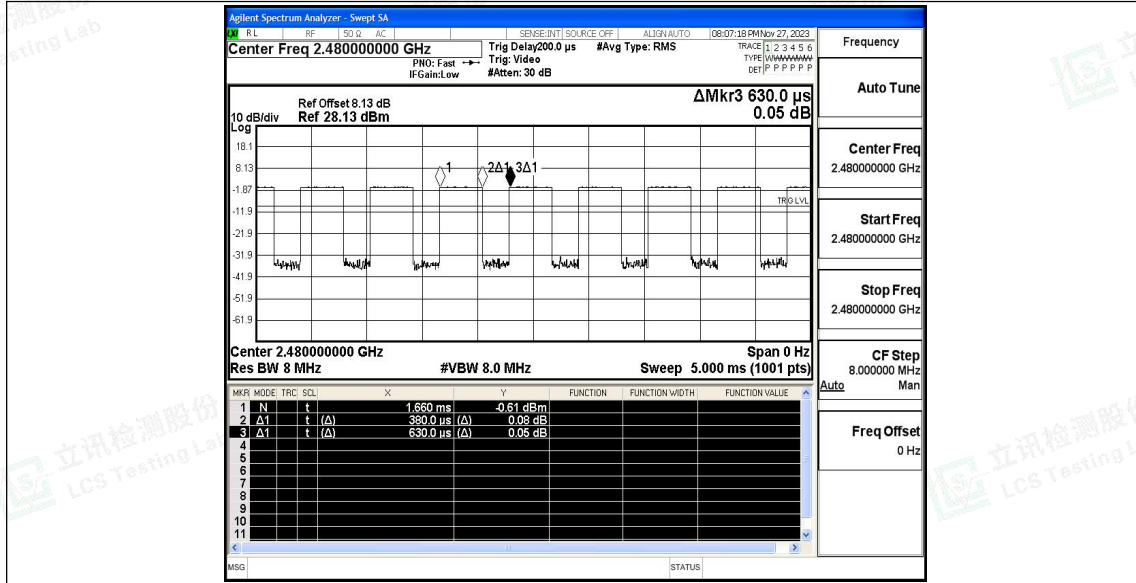 Agilent Spectrum Analyzer - Swept SA
LXI RL RF 50 Ω AC SENSE:INT SOURCE OFF ALIGN AUTO 08:07:18 PM Nov 27, 2023
Center Freq 2.480000000 GHz
Trig Delay200.0 µs #Avg Type: RMS
TRACE 1 2 3 4 5 6
PNO: Fast
Trig: Video
TYPE WWWWWW
IFGain:Low
#Atten: 30 dB
DET P P P P P P
ΔMkr3 630.0 µs
0.05 dB
Ref Offset 8.13 dB
10 dB/div Ref 28.13 dBm
Log
18.1
8.13
1
2Δ1
3Δ1
-1.87
TRIG LVL
-11.9
-21.9
-31.9
-41.9
-51.9
-61.9
Center 2.480000000 GHz
Span 0 Hz
Res BW 8 MHz #VBW 8.0 MHz Sweep 5.000 ms (1001 pts)
MKR MODE TRC SCL X Y FUNCTION FUNCTION WIDTH FUNCTION VALUE
1 N t 1.660 ms -0.61 dBm
2 Δ1 t (Δ) 380.0 µs (Δ) 0.08 dB
3 Δ1 t (Δ) 630.0 µs (Δ) 0.05 dB
4
5
6
7
8
9
10
11
MSG
STATUS
Frequency
Auto Tune
Center Freq
2.480000000 GHz
Start Freq
2.480000000 GHz
Stop Freq
2.480000000 GHz
CF Step
8.000000 MHz
Auto Man
Freq Offset
0 Hz
立讯检测股份
LCS Testing Lab
立讯检测股份
LCS Testing L